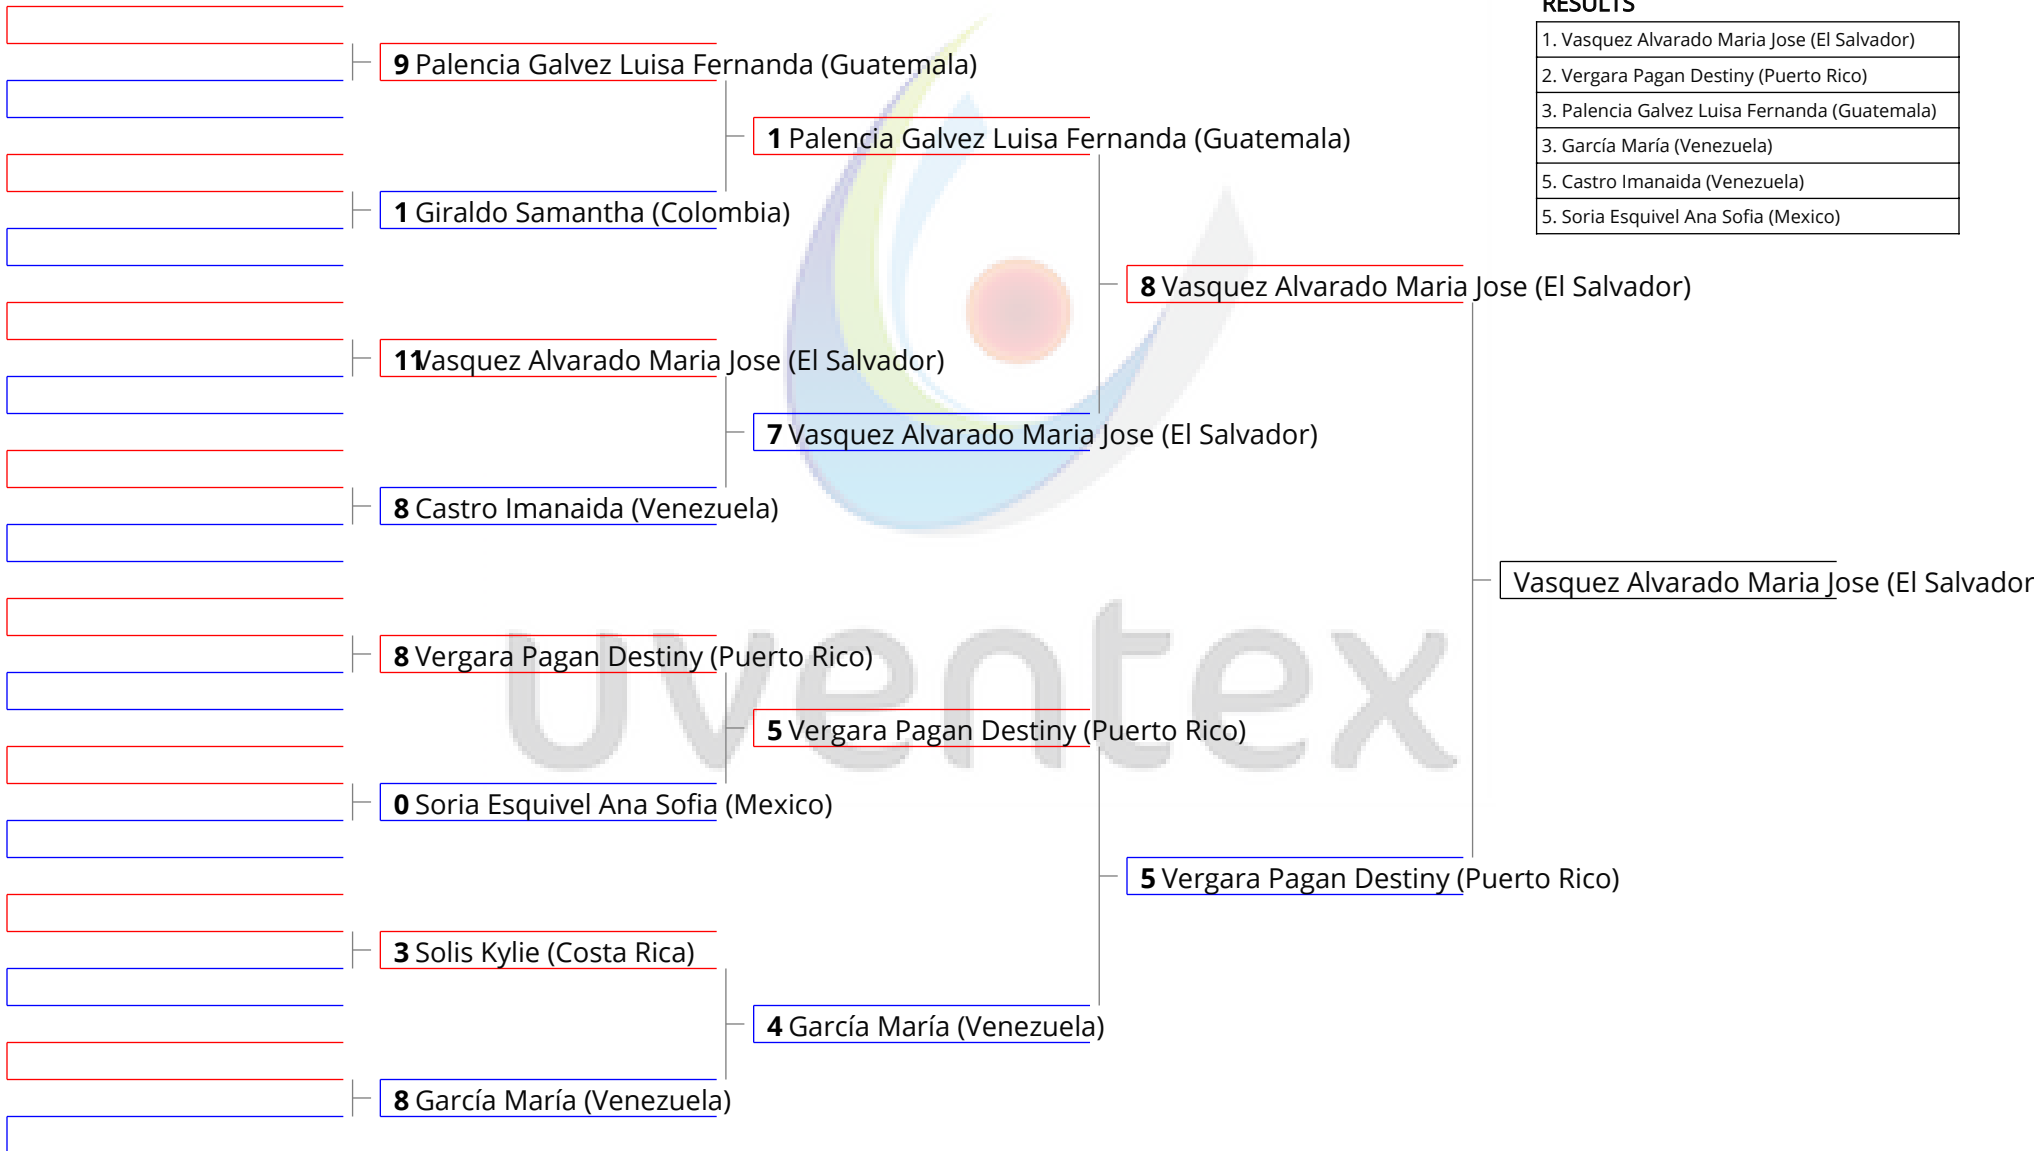 RESULTS
1. Vasquez Alvarado Maria Jose (El Salvador)
2. Vergara Pagan Destiny (Puerto Rico)
3. Palencia Galvez Luisa Fernanda (Guatemala)
3. García María (Venezuela)
5. Castro Imanaida (Venezuela)
5. Soria Esquivel Ana Sofia (Mexico)
9 Palencia Galvez Luisa Fernanda (Guatemala)
1 Palencia Galvez Luisa Fernanda (Guatemala)
1 Giraldo Samantha (Colombia)
8 Vasquez Alvarado Maria Jose (El Salvador)
11 Vasquez Alvarado Maria Jose (El Salvador)
7 Vasquez Alvarado Maria Jose (El Salvador)
8 Castro Imanaida (Venezuela)
Vasquez Alvarado Maria Jose (El Salvador
8 Vergara Pagan Destiny (Puerto Rico)
uventex
5 Vergara Pagan Destiny (Puerto Rico)
0 Soria Esquivel Ana Sofia (Mexico)
5 Vergara Pagan Destiny (Puerto Rico)
3 Solis Kylie (Costa Rica)
4 García María (Venezuela)
8 García María (Venezuela)